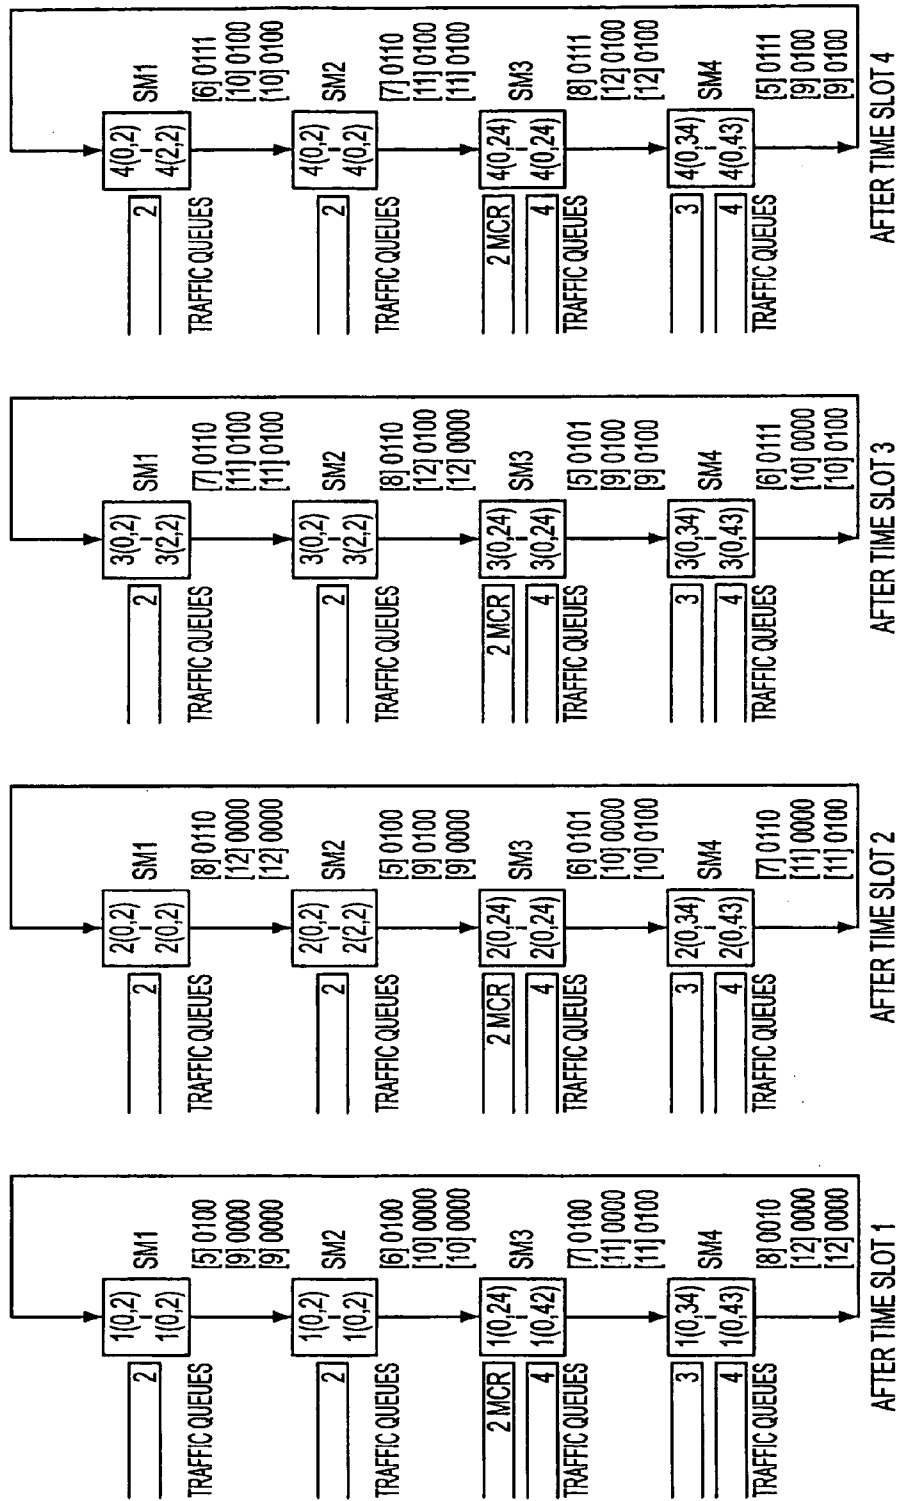 1(0,2)
1(0,2)
SM1
[5] 0100
[9] 0000
[9] 0000
2
TRAFFIC QUEUES
1(0,2)
1(0,2)
SM2
[6] 0100
[10] 0000
[10] 0000
2
TRAFFIC QUEUES
1(0,24)
1(0,42)
SM3
[7] 0100
[11] 0000
[11] 0100
2 MCR
4
TRAFFIC QUEUES
1(0,34)
1(0,43)
SM4
[8] 0010
[12] 0000
[12] 0000
3
4
TRAFFIC QUEUES
AFTER TIME SLOT 1
2(0,2)
2(0,2)
SM1
[8] 0110
[12] 0000
[12] 0000
2
TRAFFIC QUEUES
2(0,2)
2(2,2)
SM2
[5] 0100
[9] 0100
[9] 0000
2
TRAFFIC QUEUES
2(0,24)
2(0,24)
SM3
[6] 0101
[10] 0000
[10] 0100
2 MCR
4
TRAFFIC QUEUES
2(0,34)
2(0,43)
SM4
[7] 0110
[11] 0000
[11] 0100
3
4
TRAFFIC QUEUES
AFTER TIME SLOT 2
3(0,2)
3(2,2)
SM1
[7] 0110
[11] 0100
[11] 0100
2
TRAFFIC QUEUES
3(0,2)
3(2,2)
SM2
[8] 0110
[12] 0100
[12] 0000
2
TRAFFIC QUEUES
3(0,24)
3(0,24)
SM3
[5] 0101
[9] 0100
[9] 0100
2 MCR
4
TRAFFIC QUEUES
3(0,34)
3(0,43)
SM4
[6] 0111
[10] 0000
[10] 0100
3
4
TRAFFIC QUEUES
AFTER TIME SLOT 3
4(0,2)
4(2,2)
SM1
[6] 0111
[10] 0100
[10] 0100
2
TRAFFIC QUEUES
4(0,2)
4(0,2)
SM2
[7] 0110
[11] 0100
[11] 0100
2
TRAFFIC QUEUES
4(0,24)
4(0,24)
SM3
[8] 0111
[12] 0100
[12] 0100
2 MCR
4
TRAFFIC QUEUES
4(0,34)
4(0,43)
SM4
[5] 0111
[9] 0100
[9] 0100
3
4
TRAFFIC QUEUES
AFTER TIME SLOT 4